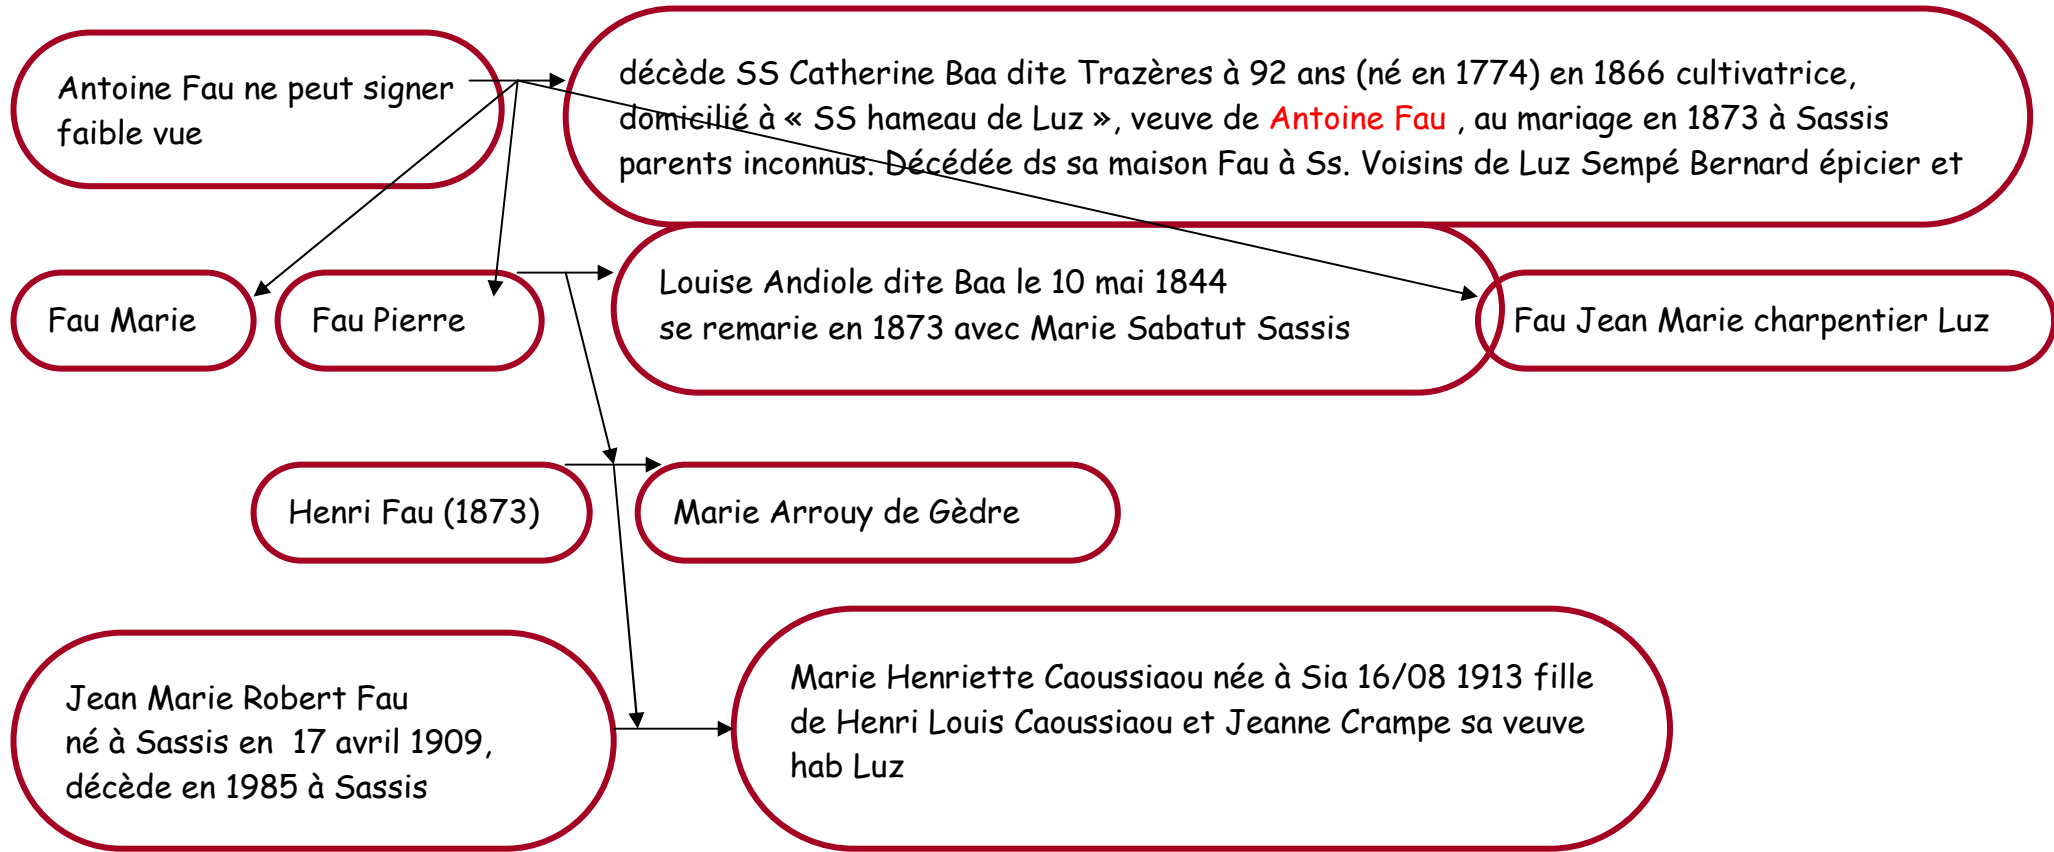 Antoine Fau ne peut signer
faible vue
décède SS Catherine Baa dite Trazères à 92 ans (né en 1774) en 1866 cultivatrice,
domicilié à « SS hameau de Luz », veuve de Antoine Fau , au mariage en 1873 à Sassis
parents inconnus. Décédée ds sa maison Fau à Ss. Voisins de Luz Sempé Bernard épicier et
Fau Marie
Fau Pierre
Louise Andiole dite Baa le 10 mai 1844
se remarie en 1873 avec Marie Sabatut Sassis
Fau Jean Marie charpentier Luz
Henri Fau (1873)
Marie Arrouy de Gèdre
Jean Marie Robert Fau
né à Sassis en 17 avril 1909,
décède en 1985 à Sassis
Marie Henriette Caoussiaou née à Sia 16/08 1913 fille
de Henri Louis Caoussiaou et Jeanne Crampe sa veuve
hab Luz